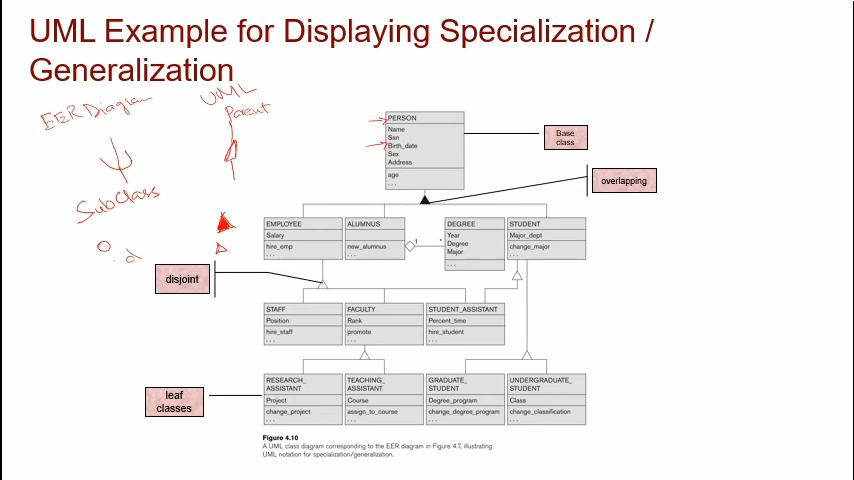 UML Example for Displaying Specialization /
Generalization
EER Diagram
UML
Parent
SubClass
o
d
PERSON
Name
Ssn
Birth_date
Sex
Address
age
...
Base
class
overlapping
EMPLOYEE
Salary
hire_emp
...
ALUMNUS
new_alumnus
...
1
*
DEGREE
Year
Degree
Major
...
STUDENT
Major_dept
change_major
...
disjoint
STAFF
Position
hire_staff
...
FACULTY
Rank
promote
...
STUDENT_ASSISTANT
Percent_time
hire_student
...
leaf
classes
RESEARCH_
ASSISTANT
Project
change_project
...
TEACHING_
ASSISTANT
Course
assign_to_course
...
GRADUATE_
STUDENT
Degree_program
change_degree_program
...
UNDERGRADUATE_
STUDENT
Class
change_classification
...
Figure 4.10
A UML class diagram corresponding to the EER diagram in Figure 4.7, illustrating
UML notation for specialization/generalization.